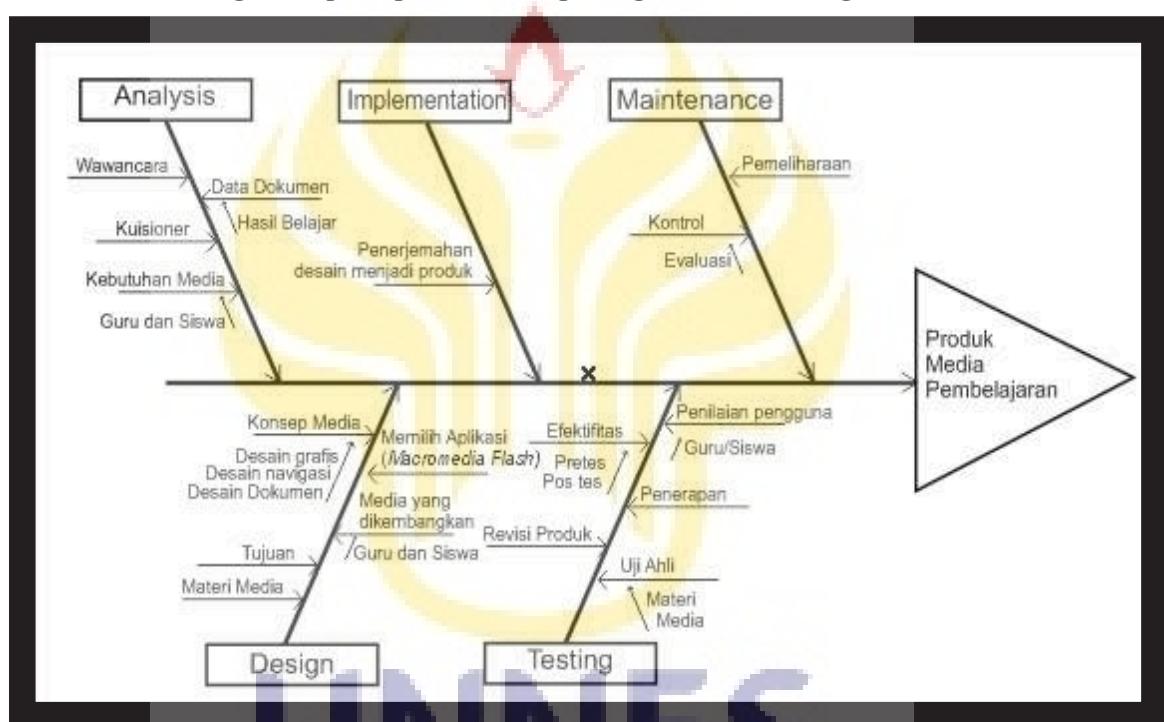 Analysis
Implementation
Maintenance
Wawancara
Data Dokumen
Hasil Belajar
Kuisioner
Kebutuhan Media
Guru dan Siswa
Penerjemahan
desain menjadi produk
Pemeliharaan
Kontrol
Evaluasi
Produk
Media
Pembelajaran
Konsep Media
Desain grafis
Desain navigasi
Desain Dokumen
Memilih Aplikasi
(Macromedia Flash)
Media yang
dikembangkan
Guru dan Siswa
Tujuan
Materi Media
Efektifitas
Pretes
Pos tes
Penilaian pengguna
Guru/Siswa
Penerapan
Revisi Produk
Uji Ahli
Materi
Media
Design
Testing
UNNES